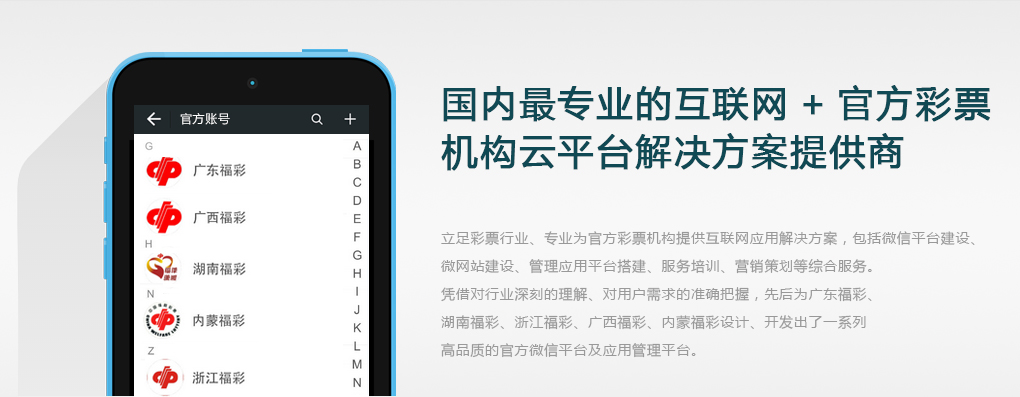 国内最专业的互联网 + 官方彩票
机构云平台解决方案提供商
立足彩票行业、专业为官方彩票机构提供互联网应用解决方案，包括微信平台建设、
微网站建设、管理应用平台搭建、服务培训、营销策划等综合服务。
凭借对行业深刻的理解、对用户需求的准确把握，先后为广东福彩、
湖南福彩、浙江福彩、广西福彩、内蒙福彩设计、开发出了一系列
高品质的官方微信平台及应用管理平台。
官方账号
G
广东福彩
广西福彩
H
湖南福彩
N
内蒙福彩
Z
浙江福彩
A
B
C
D
E
F
G
H
I
J
K
L
M
N